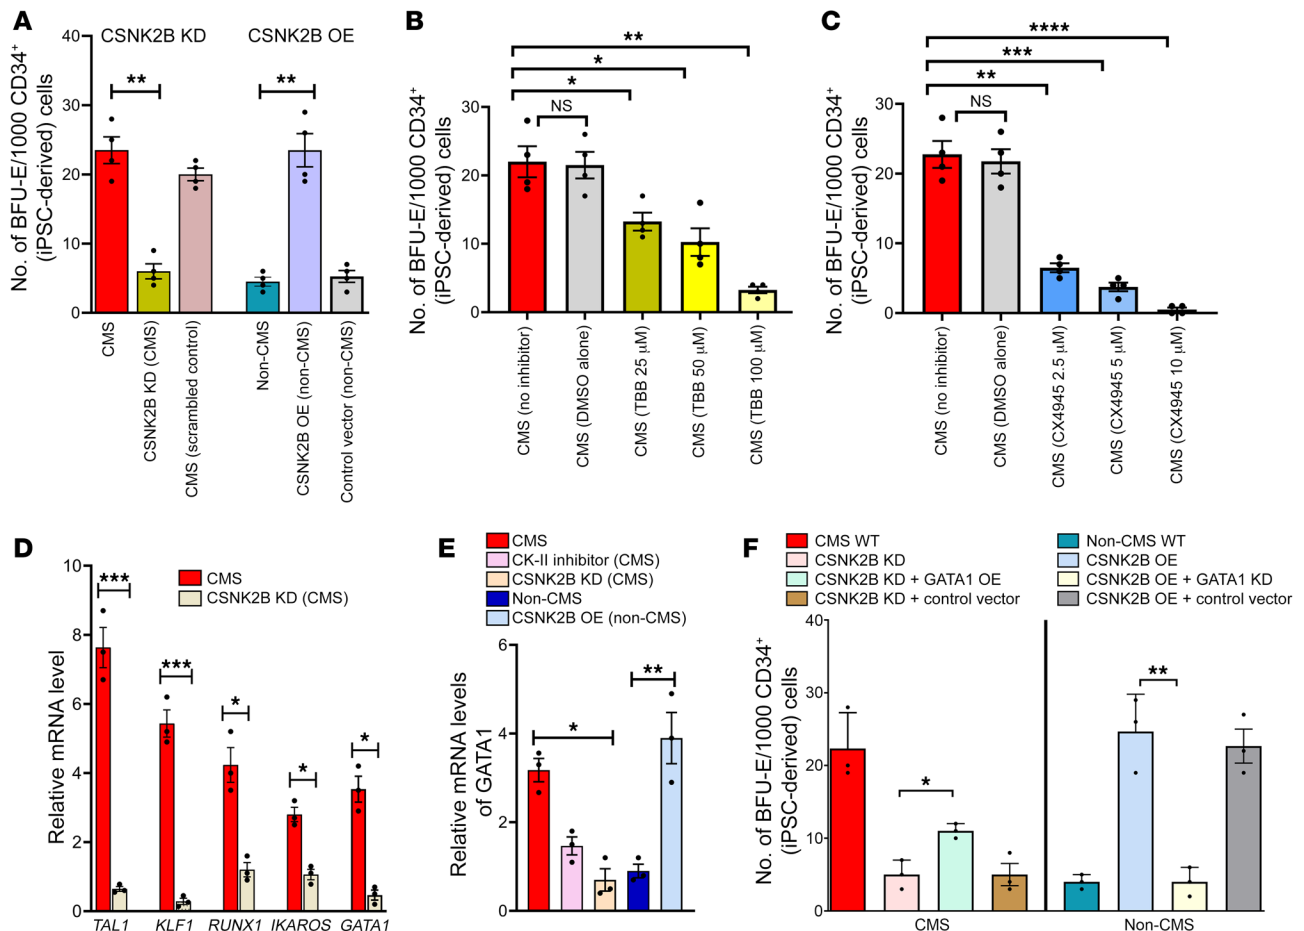 A
CSNK2B KD
CSNK2B OE
No. of BFU-E/1000 CD34⁺
(iPSC-derived) cells
40
30
20
10
0
**
**
CMS
CSNK2B KD (CMS)
CMS (scrambled control)
Non-CMS
CSNK2B OE (non-CMS)
Control vector (non-CMS)
B
No. of BFU-E/1000 CD34⁺
(iPSC-derived) cells
30
20
10
0
**
*
*
NS
CMS (no inhibitor)
CMS (DMSO alone)
CMS (TBB 25 μM)
CMS (TBB 50 μM)
CMS (TBB 100 μM)
C
No. of BFU-E/1000 CD34⁺
(iPSC-derived) cells
30
20
10
0
****
***
**
NS
CMS (no inhibitor)
CMS (DMSO alone)
CMS (CX4945 2.5 μM)
CMS (CX4945 5 μM)
CMS (CX4945 10 μM)
D
CMS
CSNK2B KD (CMS)
Relative mRNA level
10
8
6
4
2
0
***
***
*
*
*
TAL1 KLF1 RUNX1 IKAROS GATA1
E
CMS
CK-II inhibitor (CMS)
CSNK2B KD (CMS)
Non-CMS
CSNK2B OE (non-CMS)
Relative mRNA levels
of GATA1
6
4
2
0
*
**
F
CMS WT
CSNK2B KD
CSNK2B KD + GATA1 OE
CSNK2B KD + control vector
Non-CMS WT
CSNK2B OE
CSNK2B OE + GATA1 KD
CSNK2B OE + control vector
No. of BFU-E/1000 CD34⁺
(iPSC-derived) cells
40
30
20
10
0
*
**
CMS
Non-CMS